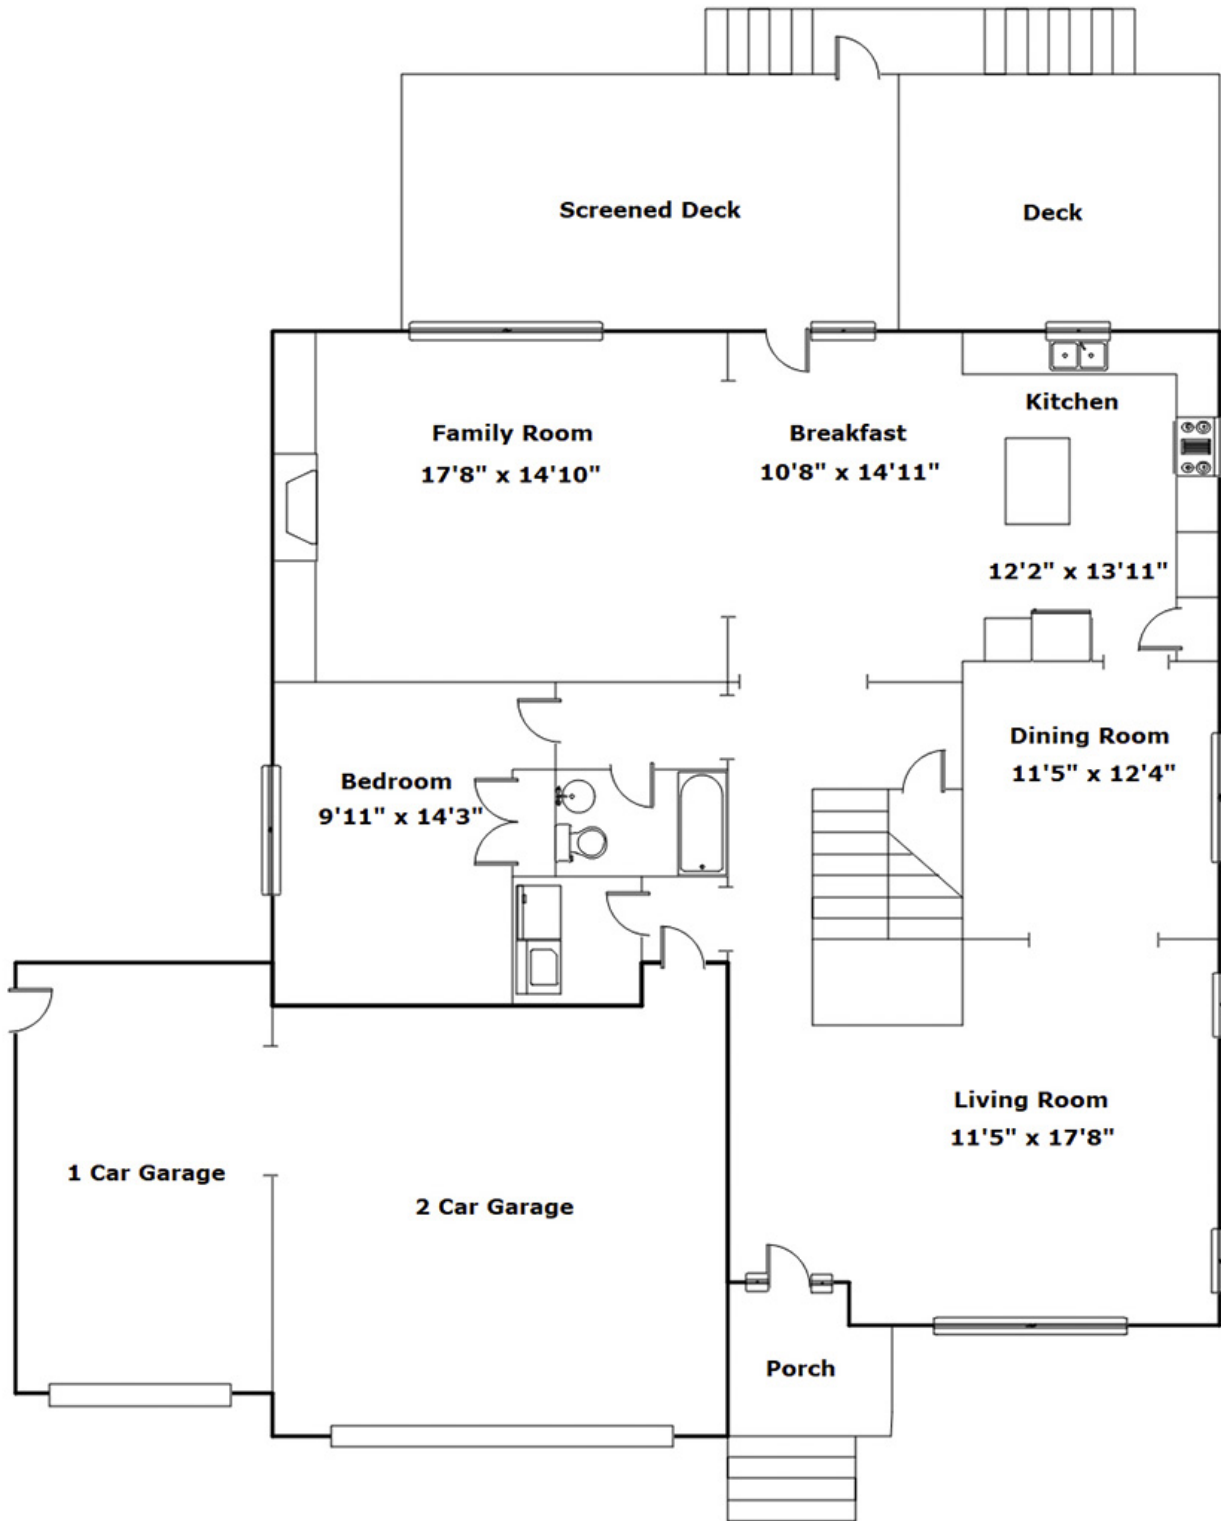 Screened Deck
Deck
Family Room
17'8" x 14'10"
Breakfast
10'8" x 14'11"
Kitchen
12'2" x 13'11"
Dining Room
11'5" x 12'4"
Bedroom
9'11" x 14'3"
Living Room
11'5" x 17'8"
1 Car Garage
2 Car Garage
Porch